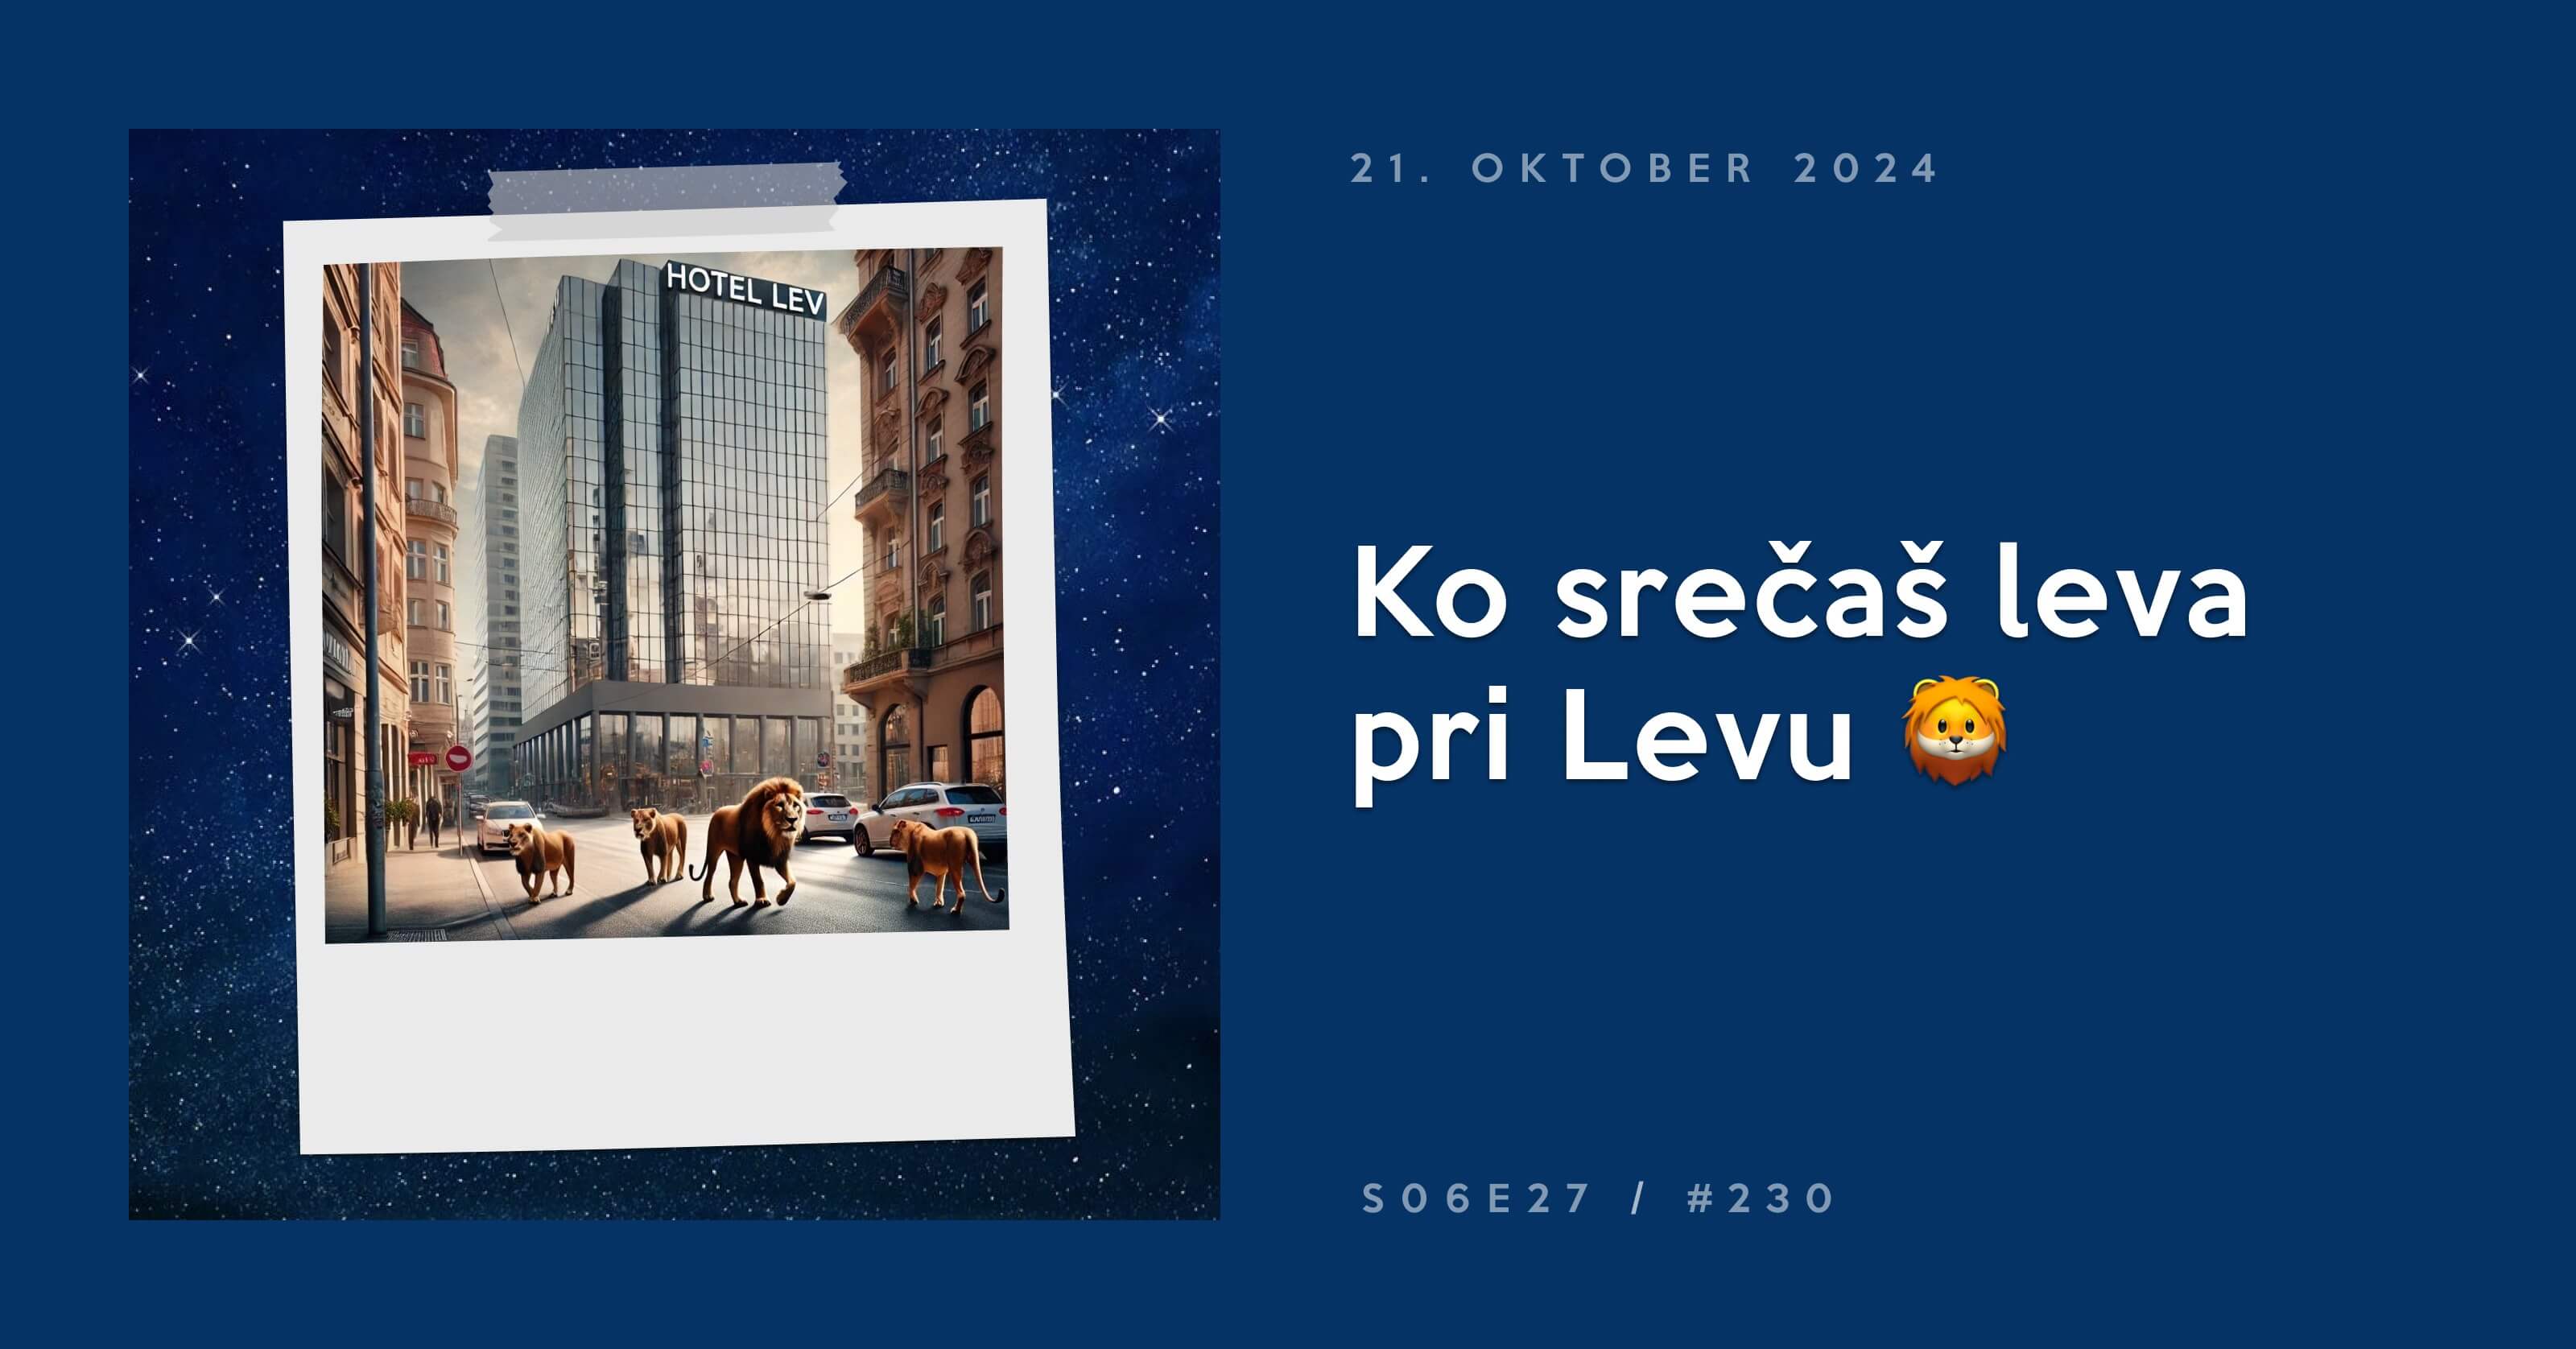 HOTEL LEV
21. OKTOBER 2024
Ko srečaš leva
pri Levu 🦁
S06E27 / #230